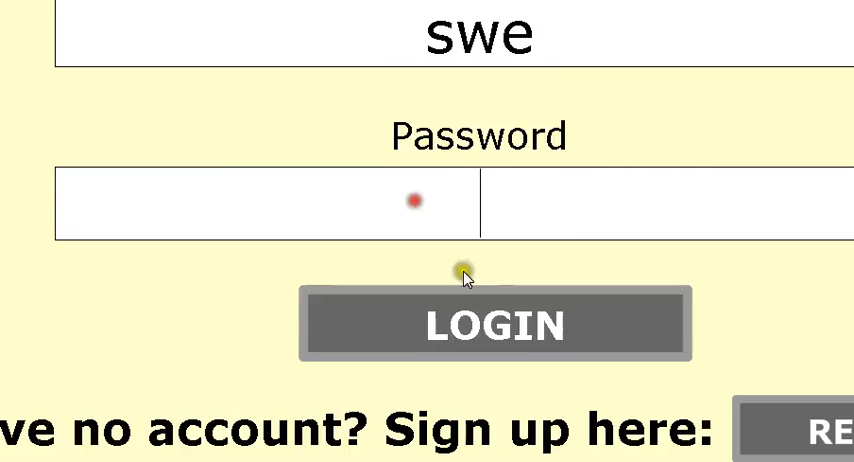 swe
Password
LOGIN
ve no account? Sign up here:
RE